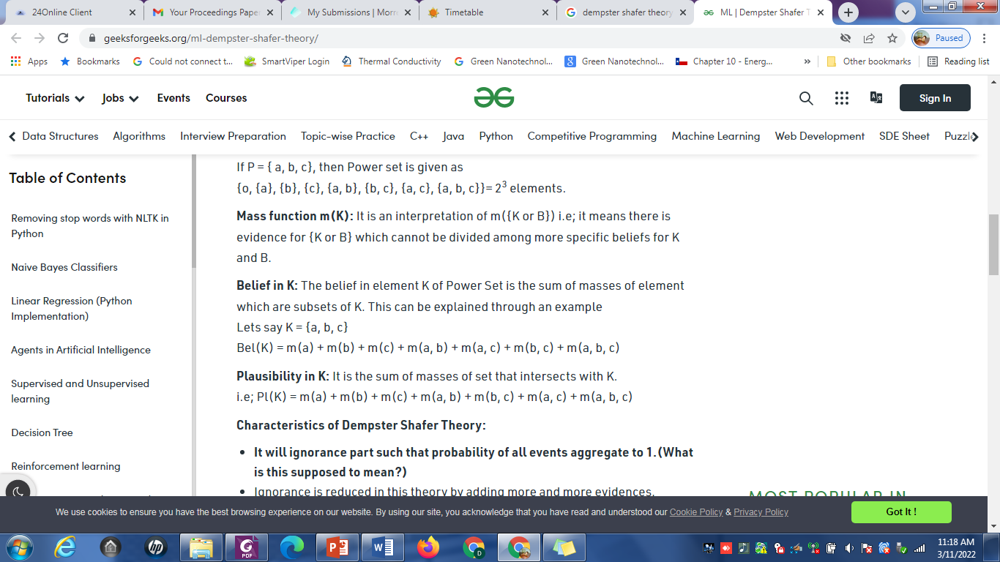 24Online Client
Your Proceedings Paper
My Submissions | Morr
Timetable
dempster shafer theory
ML | Dempster Shafer T
geeksforgeeks.org/ml-dempster-shafer-theory/
Paused
Apps
Bookmarks
Could not connect t...
SmartViper Login
Thermal Conductivity
Green Nanotechnol...
Green Nanotechnol...
Chapter 10 - Energ...
»
Other bookmarks
Reading list
Tutorials
Jobs
Events
Courses
Sign In
Data Structures
Algorithms
Interview Preparation
Topic-wise Practice
C++
Java
Python
Competitive Programming
Machine Learning
Web Development
SDE Sheet
Puzzle
Table of Contents
Removing stop words with NLTK in
Python
Naive Bayes Classifiers
Linear Regression (Python
Implementation)
Agents in Artificial Intelligence
Supervised and Unsupervised
learning
Decision Tree
Reinforcement learning
If P = { a, b, c}, then Power set is given as
{o, {a}, {b}, {c}, {a, b}, {b, c}, {a, c}, {a, b, c}}= 2³ elements.
Mass function m(K): It is an interpretation of m({K or B}) i.e; it means there is
evidence for {K or B} which cannot be divided among more specific beliefs for K
and B.
Belief in K: The belief in element K of Power Set is the sum of masses of element
which are subsets of K. This can be explained through an example
Lets say K = {a, b, c}
Bel(K) = m(a) + m(b) + m(c) + m(a, b) + m(a, c) + m(b, c) + m(a, b, c)
Plausibility in K: It is the sum of masses of set that intersects with K.
i.e; Pl(K) = m(a) + m(b) + m(c) + m(a, b) + m(b, c) + m(a, c) + m(a, b, c)
Characteristics of Dempster Shafer Theory:
• It will ignorance part such that probability of all events aggregate to 1.(What
is this supposed to mean?)
• Ignorance is reduced in this theory by adding more and more evidences.
MOST POPULAR IN
We use cookies to ensure you have the best browsing experience on our website. By using our site, you acknowledge that you have read and understood our Cookie Policy & Privacy Policy
Got It !
hp
PDF
11:18 AM
3/11/2022